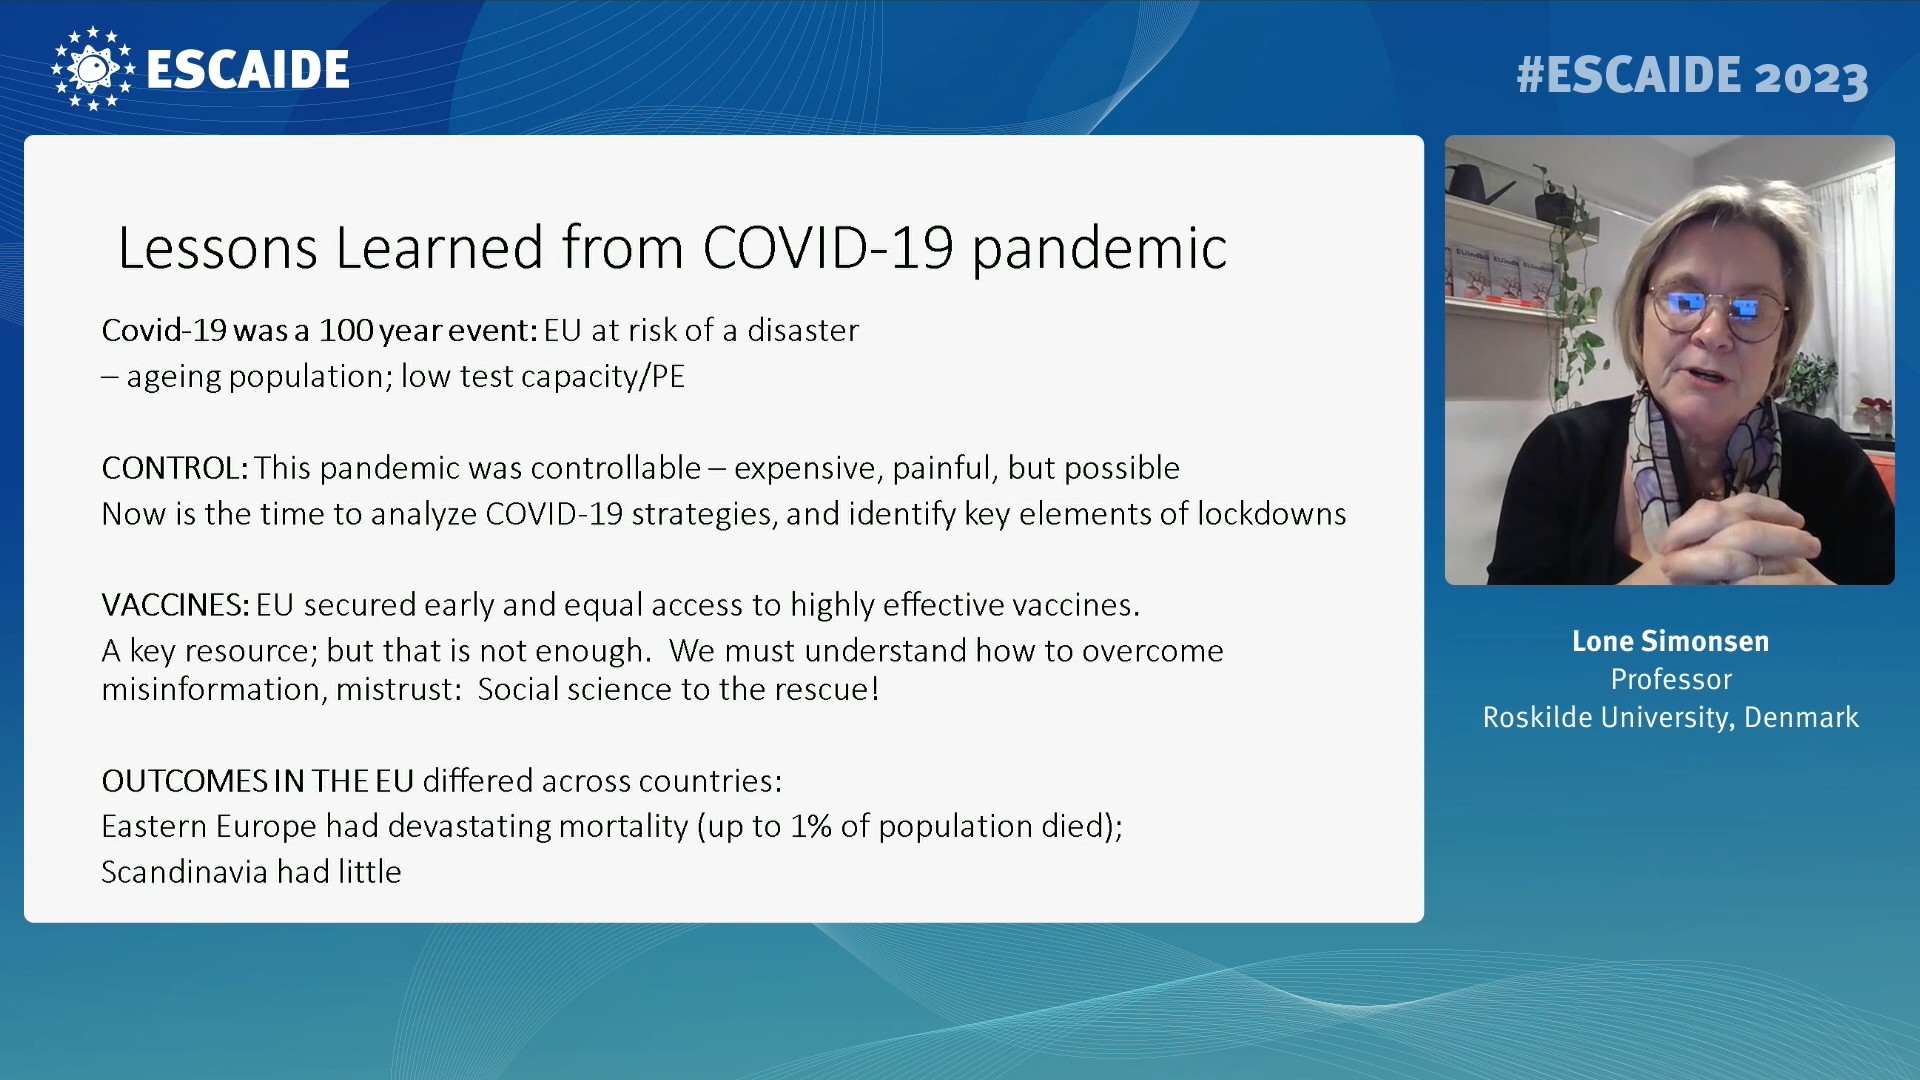 ESCAIDE
#ESCAIDE 2023
Lessons Learned from COVID-19 pandemic
Covid-19 was a 100 year event: EU at risk of a disaster
– ageing population; low test capacity/PE
CONTROL: This pandemic was controllable – expensive, painful, but possible
Now is the time to analyze COVID-19 strategies, and identify key elements of lockdowns
VACCINES: EU secured early and equal access to highly effective vaccines.
A key resource; but that is not enough.  We must understand how to overcome
misinformation, mistrust:  Social science to the rescue!
OUTCOMES IN THE EU differed across countries:
Eastern Europe had devastating mortality (up to 1% of population died);
Scandinavia had little
Lone Simonsen
Professor
Roskilde University, Denmark